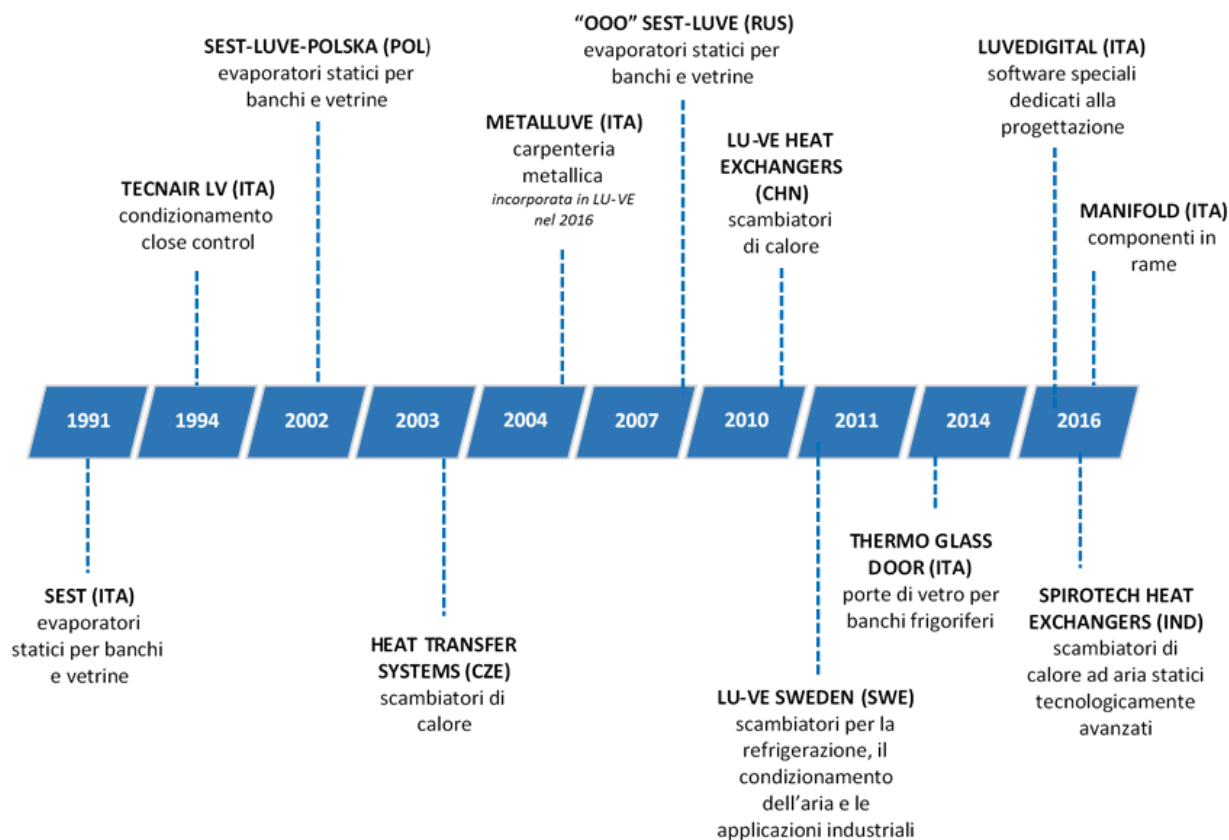 “OOO” SEST-LUVE (RUS)
evaporatori statici per
banchi e vetrine
SEST-LUVE-POLSKA (POL)
evaporatori statici per
banchi e vetrine
LUVEDIGITAL (ITA)
software speciali
dedicati alla
progettazione
METALLUVE (ITA)
carpenteria
metallica
incorporata in LU-VE
nel 2016
LU-VE HEAT
EXCHANGERS
(CHN)
scambiatori
di calore
TECNAIR LV (ITA)
condizionamento
close control
MANIFOLD (ITA)
componenti in
rame
1991
1994
2002
2003
2004
2007
2010
2011
2014
2016
SEST (ITA)
evaporatori
statici per banchi
e vetrine
HEAT TRANSFER
SYSTEMS (CZE)
scambiatori di
calore
LU-VE SWEDEN (SWE)
scambiatori per la
refrigerazione, il
condizionamento
dell’aria e le
applicazioni industriali
THERMO GLASS
DOOR (ITA)
porte di vetro per
banchi frigoriferi
SPIROTECH HEAT
EXCHANGERS (IND)
scambiatori di
calore ad aria statici
tecnologicamente
avanzati